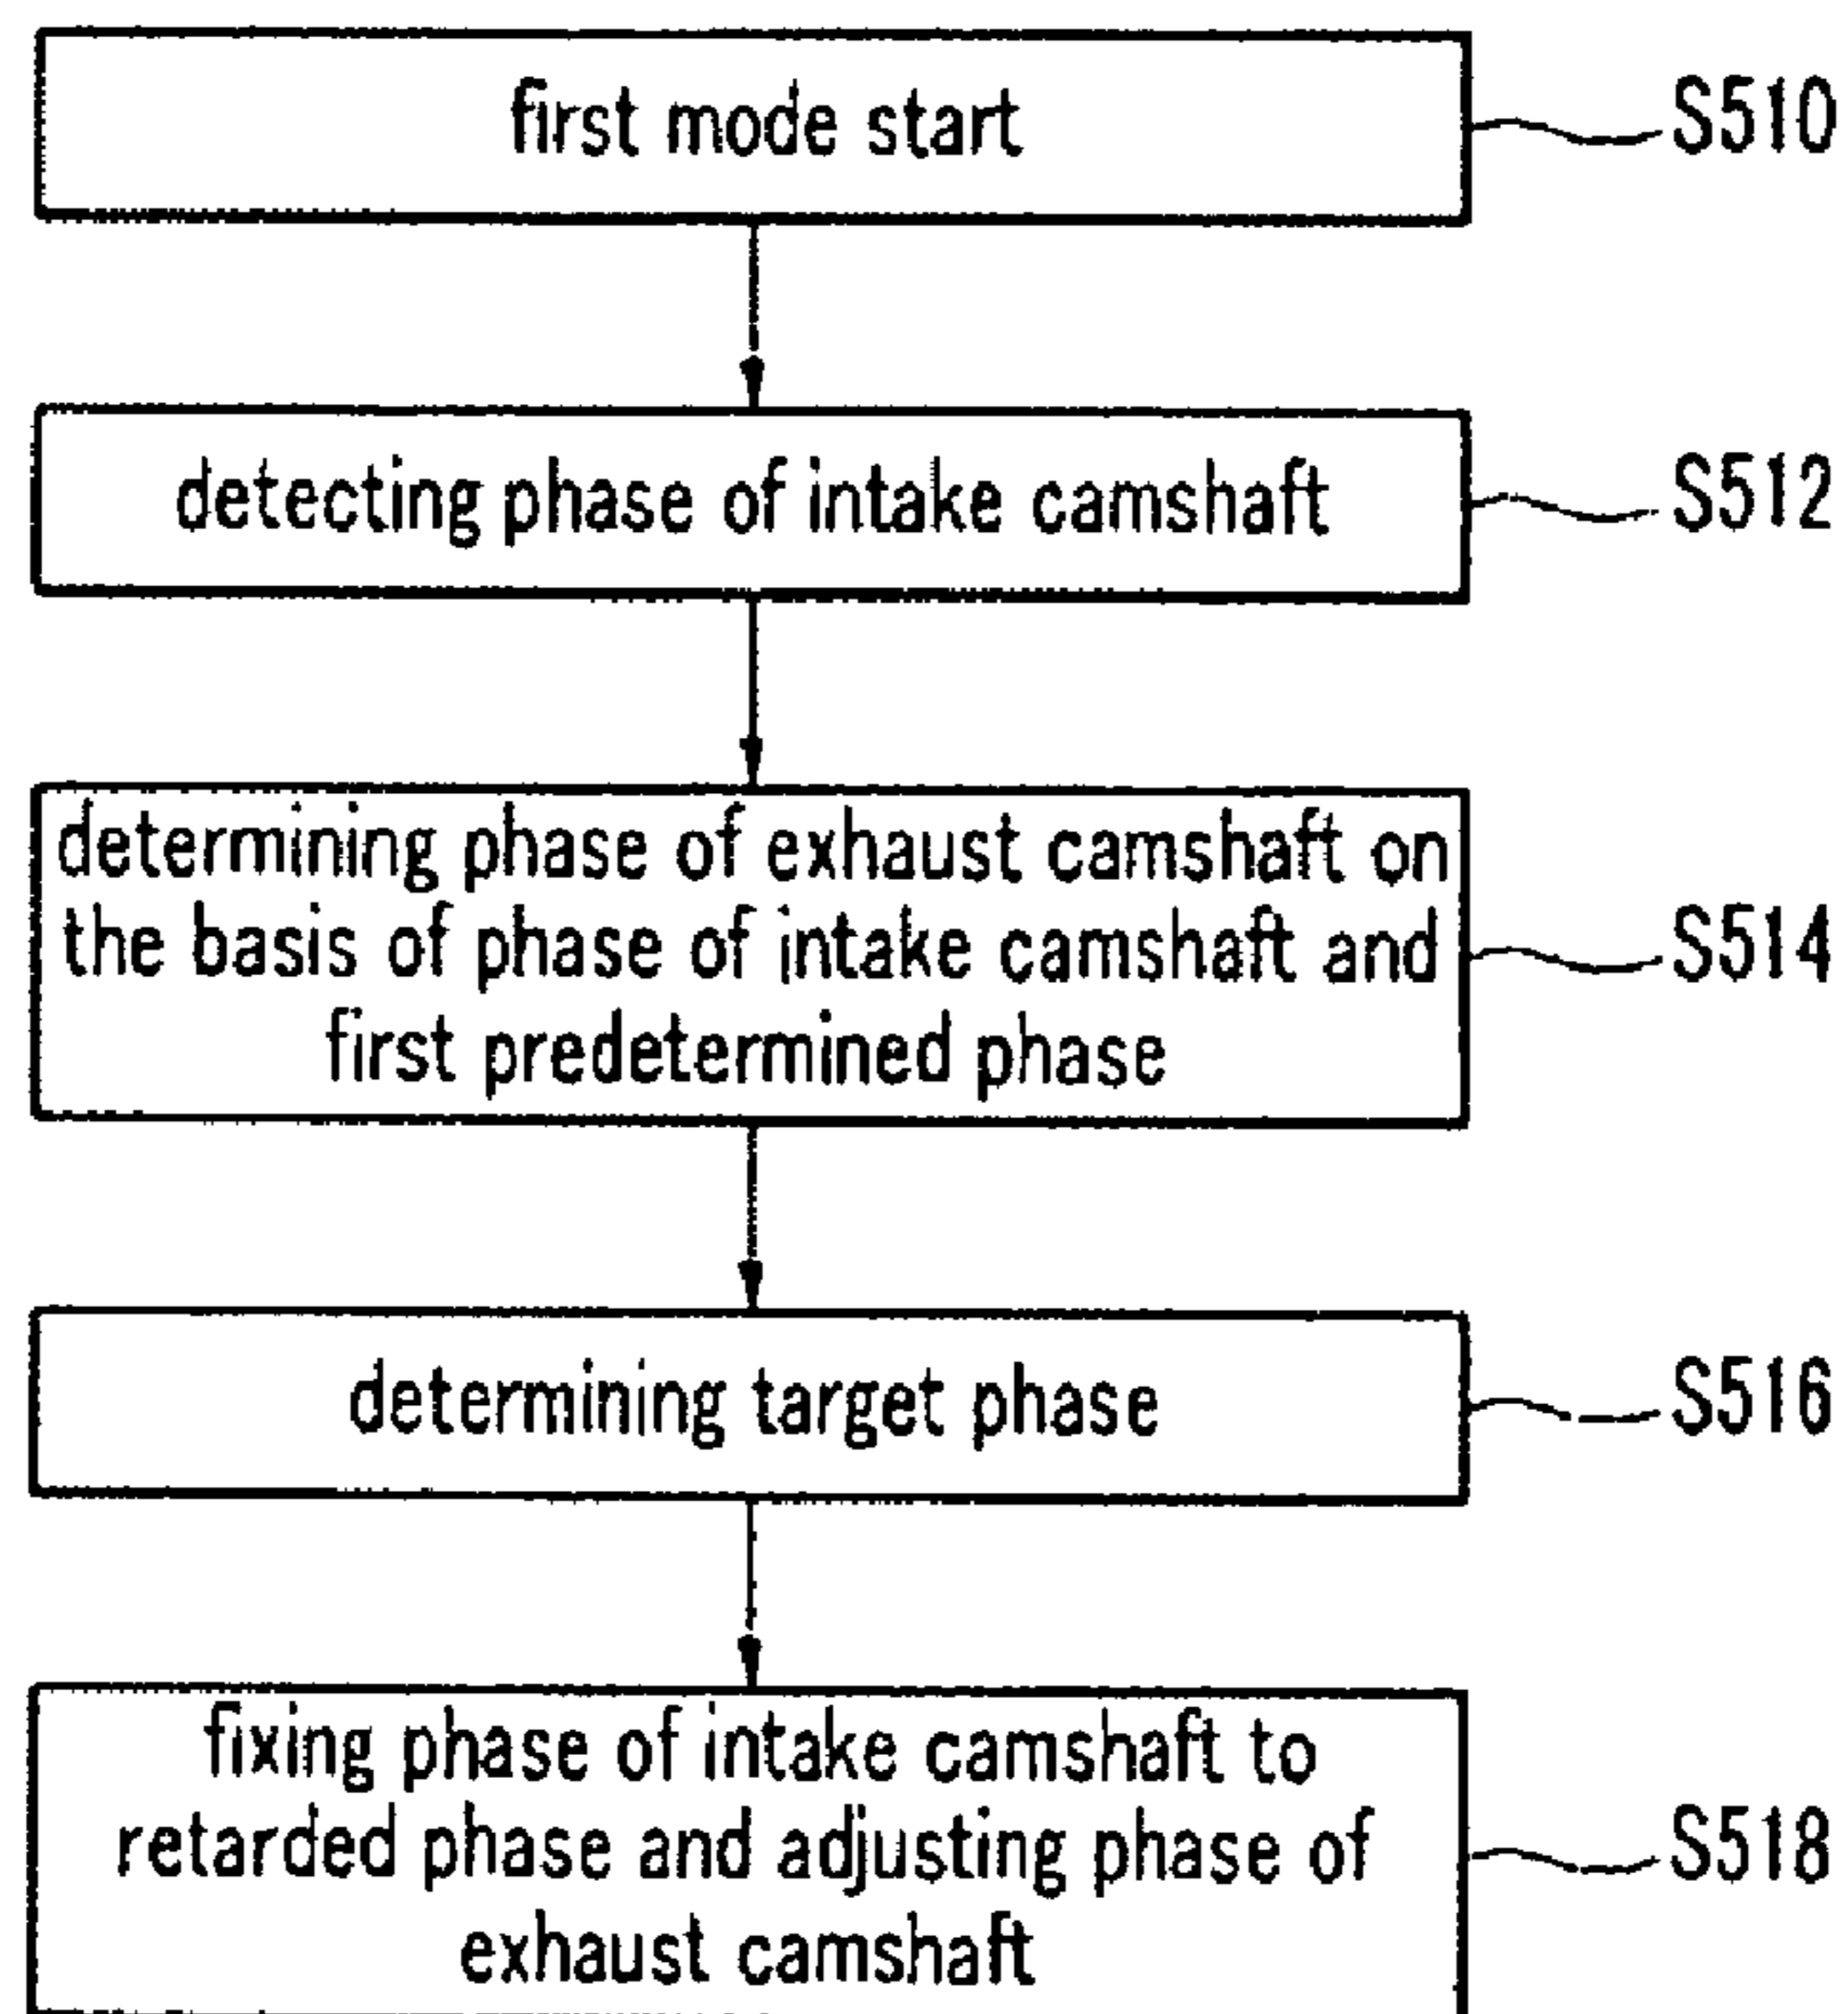 first mode start
S510
detecting phase of intake camshaft
S512
determining phase of exhaust camshaft on
the basis of phase of intake camshaft and
first predetermined phase
S514
determining target phase
S516
fixing phase of intake camshaft to
retarded phase and adjusting phase of
exhaust camshaft
S518